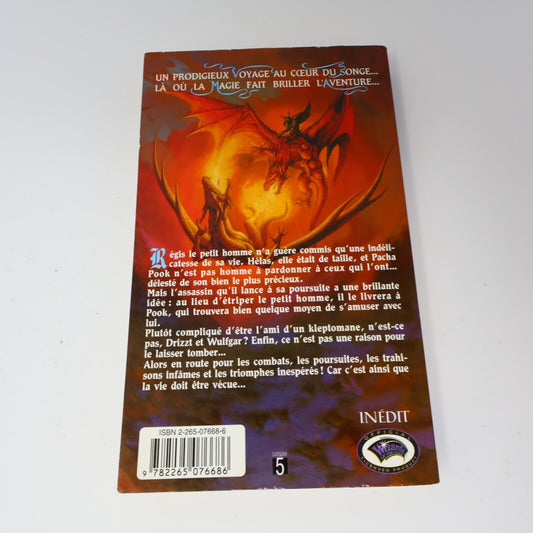 UN PRODIGIEUX VOYAGE AU CŒUR DU SONGE...
LÀ OÙ LA MAGIE FAIT BRILLER L'AVENTURE...
Régis le petit homme n'a guère commis qu'une indéli-
catesse de sa vie. Hélas, elle était de taille, et Pacha
Pook n'est pas homme à pardonner à ceux qui l'ont...
délesté de son bien le plus précieux.
Mais l'assassin qu'il lance à sa poursuite a une brillante
idée : au lieu d'étriper le petit homme, il le livrera à
Pook, qui trouvera bien quelque moyen de s'amuser avec
lui.
Plutôt compliqué d'être l'ami d'un kleptomane, n'est-ce
pas, Drizzt et Wulfgar ? Enfin, ce n'est pas une raison pour
le laisser tomber...
Alors en route pour les combats, les poursuites, les trahi-
sons infâmes et les triomphes inespérés ! Car c'est ainsi que
la vie doit être vécue...
INÉDIT
OFFICIEL
Wizards
LICENSED PRODUCT
ISBN 2-265-07668-6
9 782265 076686
catégorie
5